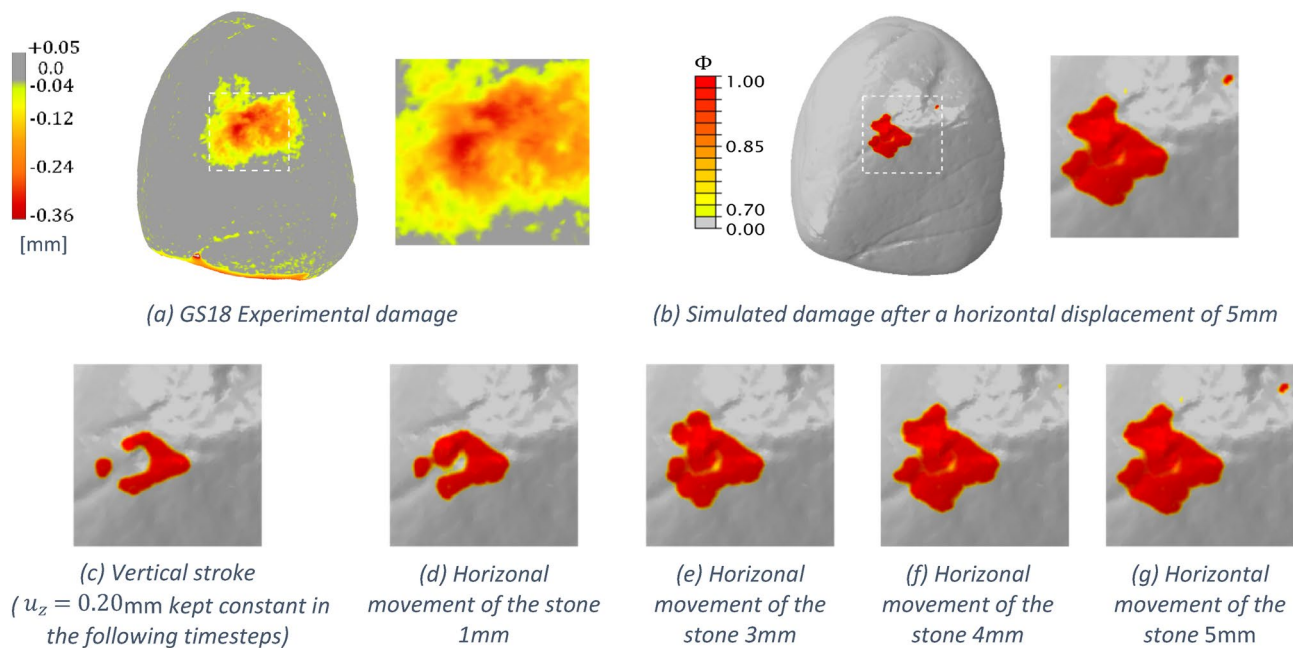 +0.05
0.0
-0.04
-0.12
-0.24
-0.36
[mm]
Φ
1.00
0.85
0.70
0.00
(a) GS18 Experimental damage
(b) Simulated damage after a horizontal displacement of 5mm
(c) Vertical stroke
( u_z = 0.20mm kept constant in
the following timesteps)
(d) Horizonal
movement of the stone
1mm
(e) Horizonal
movement of the
stone 3mm
(f) Horizonal
movement of the
stone 4mm
(g) Horizontal
movement of the
stone 5mm